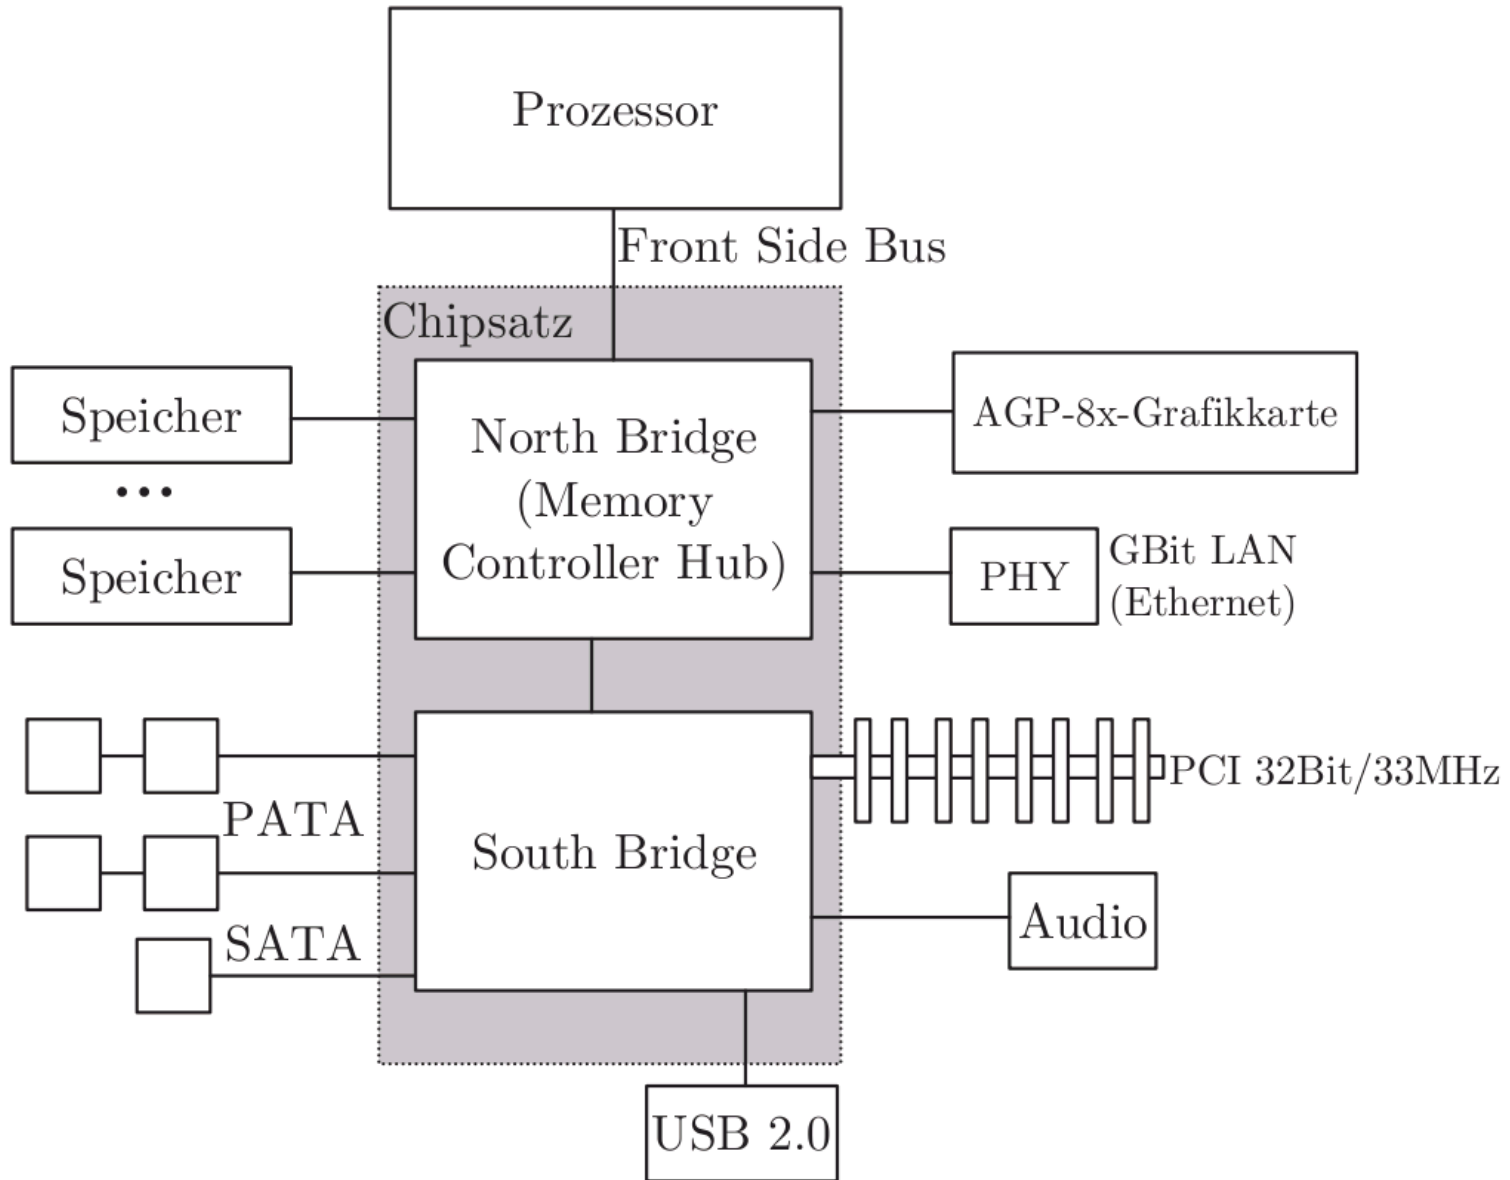 Prozessor
Front Side Bus
Chipsatz
Speicher
North Bridge
(Memory
Controller Hub)
AGP-8x-Grafikkarte
Speicher
PHY
GBit LAN
(Ethernet)
PATA
South Bridge
PCI 32Bit/33MHz
SATA
Audio
USB 2.0